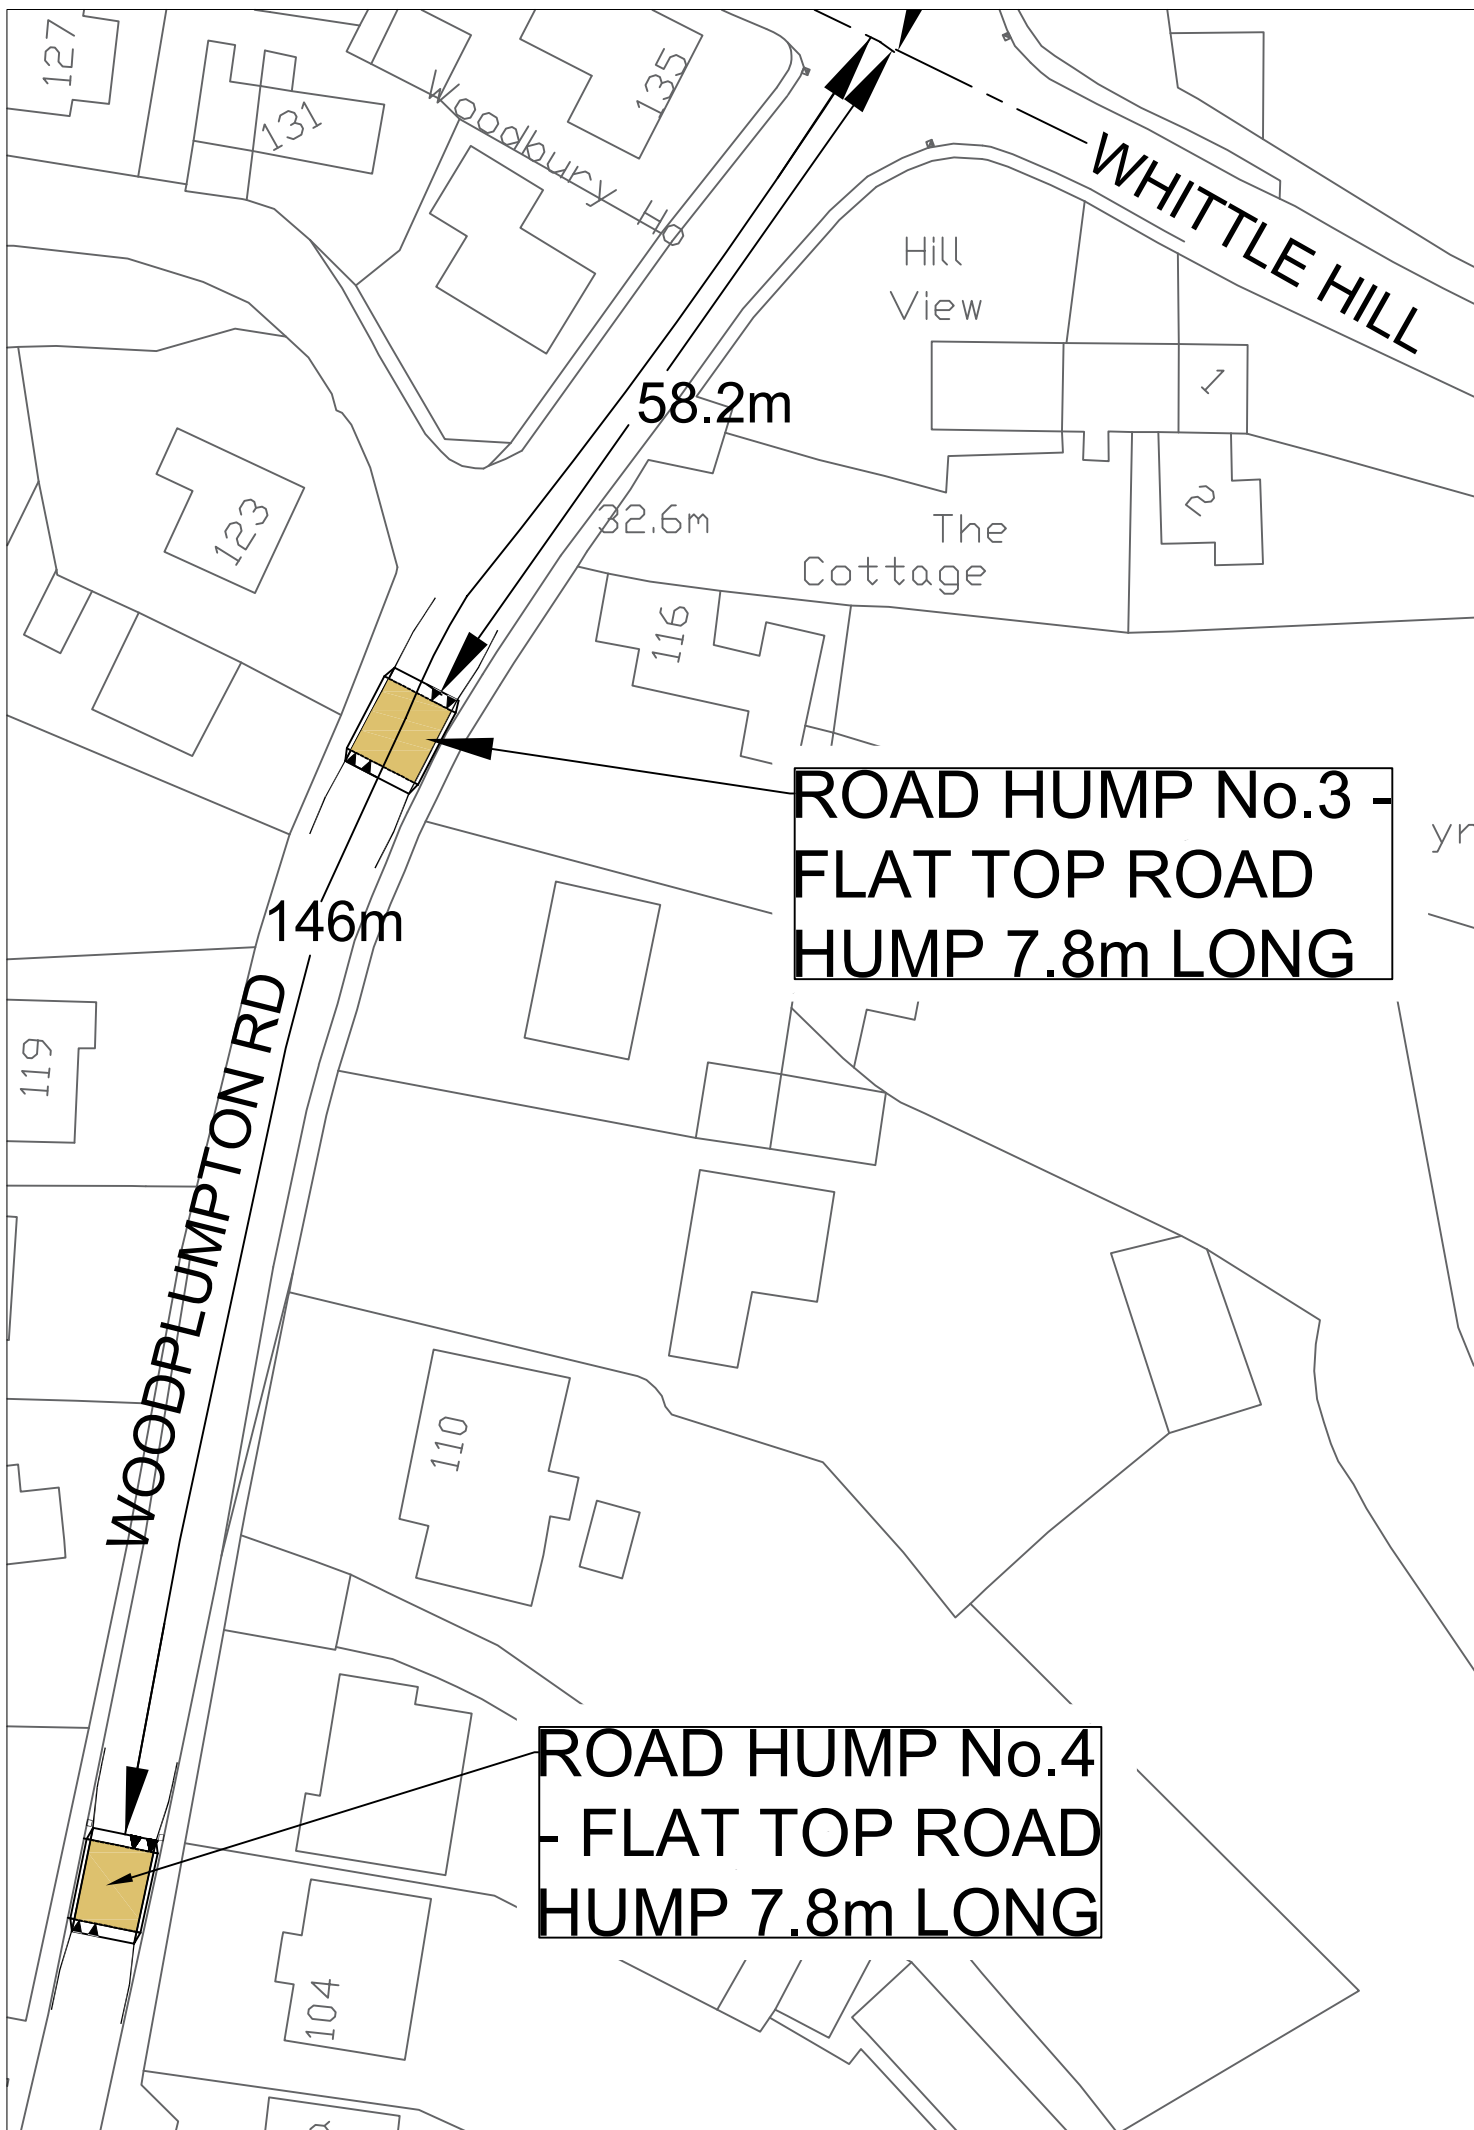 127
131
135
Woodbury Ho
WHITTLE HILL
Hill
View
58.2m
1
2
123
32.6m
The
Cottage
116
ROAD HUMP No.3 -
FLAT TOP ROAD
HUMP 7.8m LONG
yr
146m
119
WOODPLUMPTON RD
110
ROAD HUMP No.4
- FLAT TOP ROAD
HUMP 7.8m LONG
104